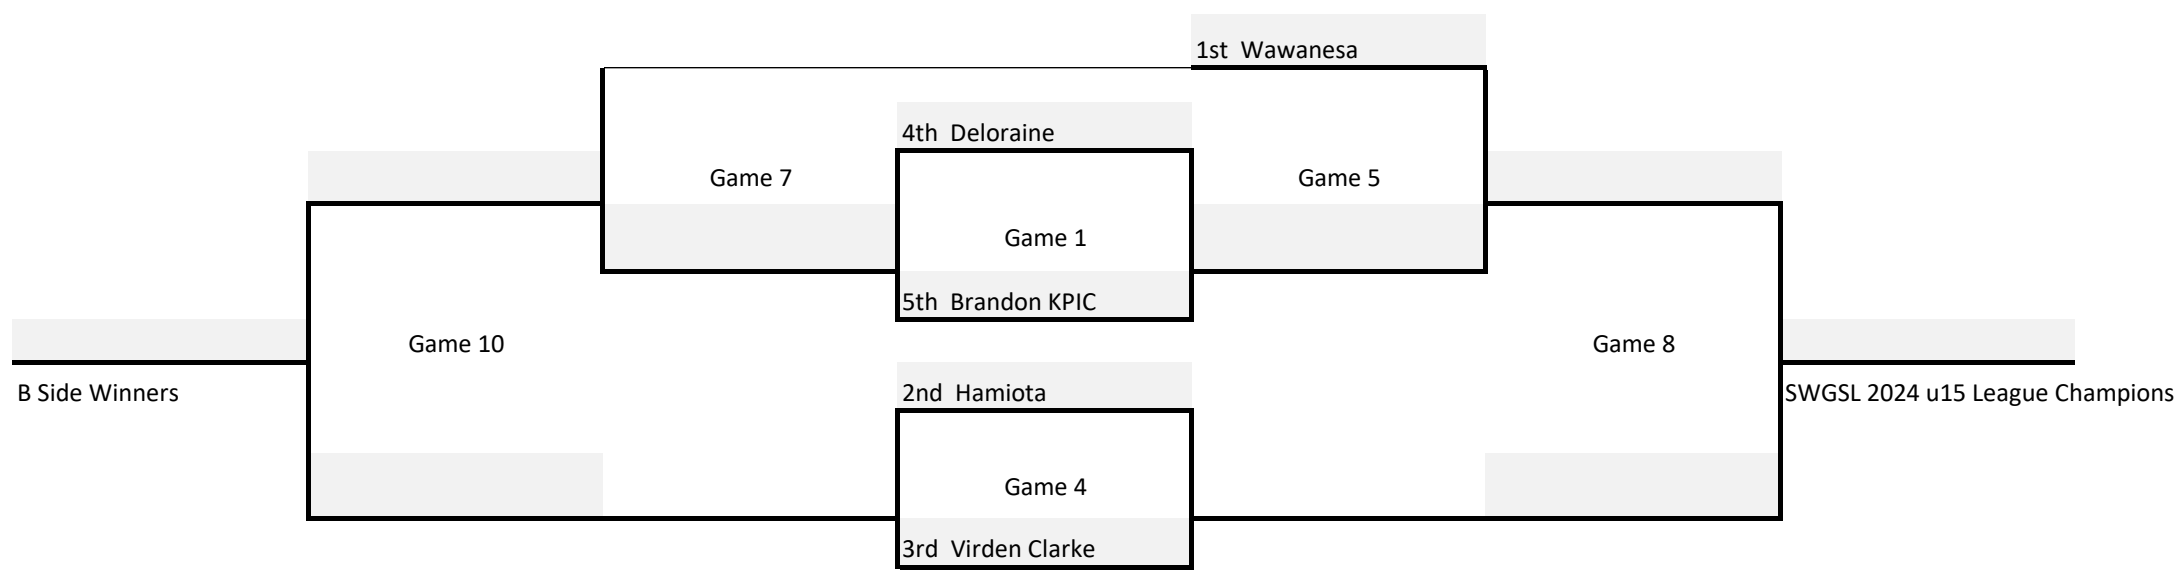 1st  Wawanesa
4th  Deloraine
Game 7
Game 5
Game 1
5th  Brandon KPIC
Game 10
Game 8
B Side Winners
2nd  Hamiota
SWGSL 2024 u15 League Champions
Game 4
3rd  Virden Clarke